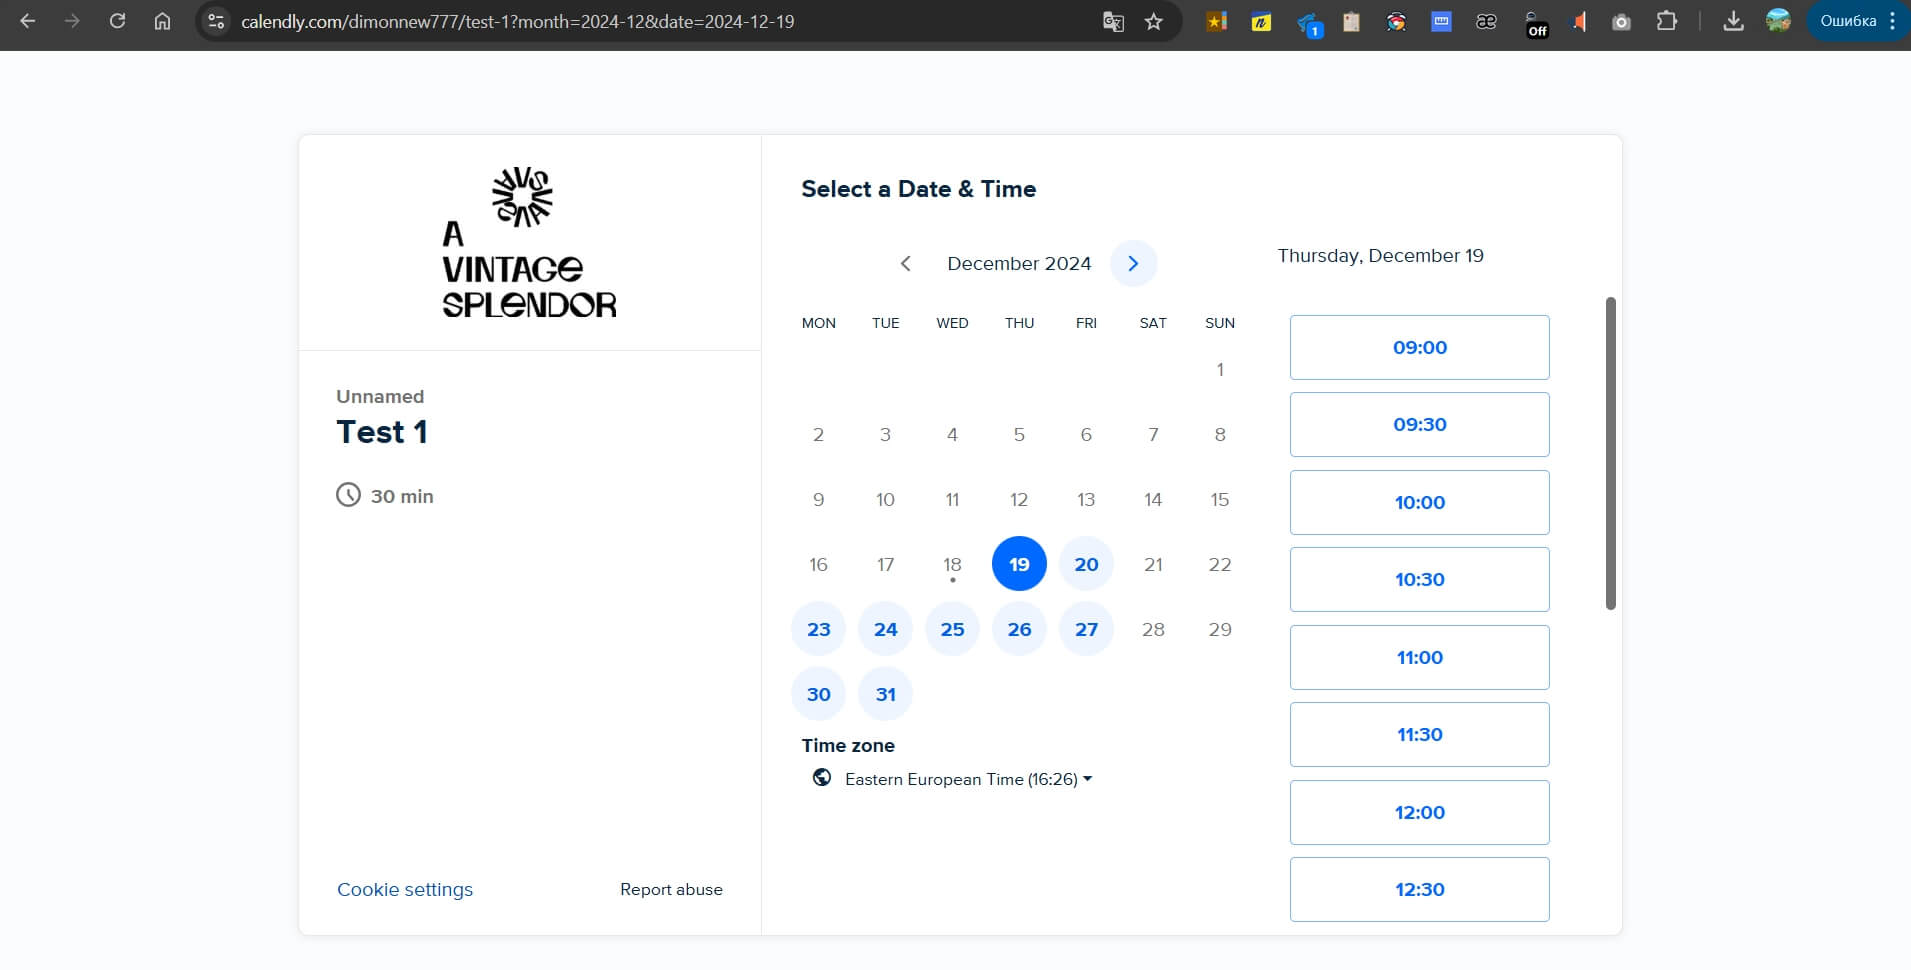 calendly.com/dimonnew777/test-1?month=2024-12&date=2024-12-19
1
Off
Ошибка
A
VINTAGE
SPLENDOR
Unnamed
Test 1
30 min
Cookie settings
Report abuse
Select a Date & Time
December 2024
MON TUE WED THU FRI SAT SUN
1
2 3 4 5 6 7 8
9 10 11 12 13 14 15
16 17 18 19 20 21 22
23 24 25 26 27 28 29
30 31
Time zone
Eastern European Time (16:26)
Thursday, December 19
09:00
09:30
10:00
10:30
11:00
11:30
12:00
12:30